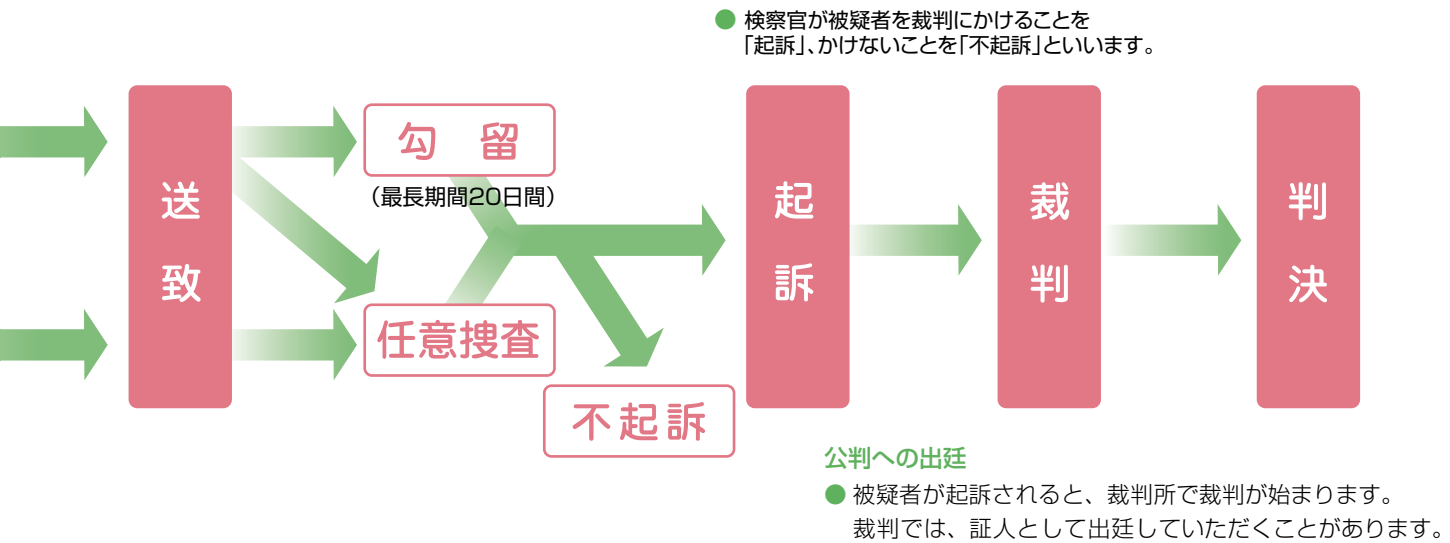 ● 検察官が被疑者を裁判にかけることを
「起訴」、かけないことを「不起訴」といいます。
送致
勾留
（最長期間20日間）
任意捜査
不起訴
起訴
裁判
判決
公判への出廷
● 被疑者が起訴されると、裁判所で裁判が始まります。
裁判では、証人として出廷していただくことがあります。